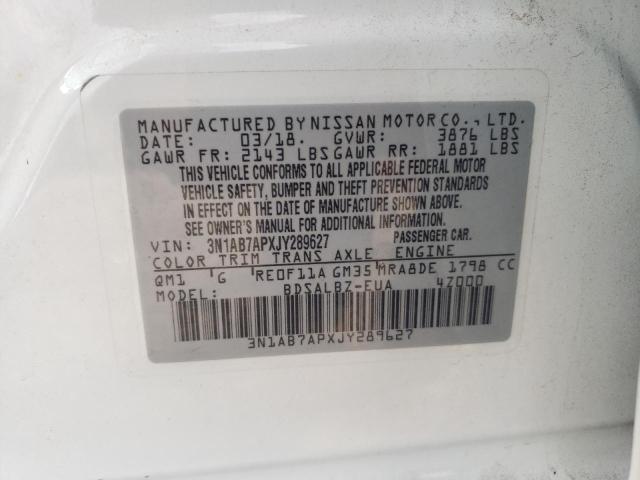 MANUFACTURED BY NISSAN MOTOR CO., LTD.
DATE: 03/18. GVWR: 3876 LBS
GAWR FR: 2143 LBS GAWR RR: 1881 LBS
THIS VEHICLE CONFORMS TO ALL APPLICABLE FEDERAL MOTOR
VEHICLE SAFETY, BUMPER AND THEFT PREVENTION STANDARDS
IN EFFECT ON THE DATE OF MANUFACTURE SHOWN ABOVE.
SEE OWNER'S MANUAL FOR ADDITIONAL INFORMATION.
VIN: 3N1AB7APXJY289627 PASSENGER CAR.
COLOR TRIM TRANS AXLE ENGINE
QM1 G RE0F11A GM35 MRA8DE 1798 CC
MODEL: BDSALBZ-EUA 4Z000
3N1AB7APXJY289627